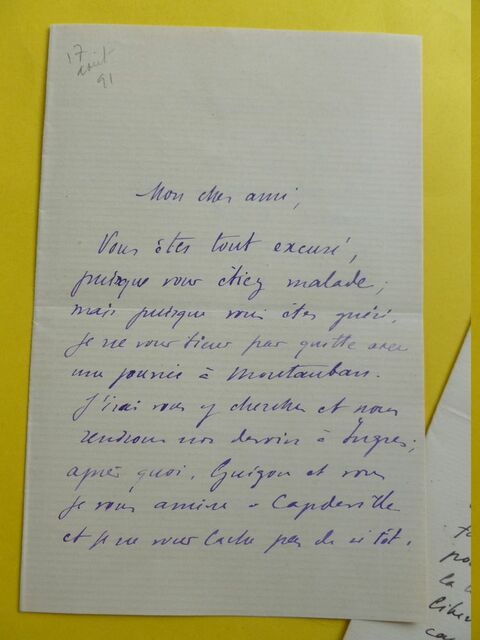 17
août
91
Mon cher ami,
Vous êtes tout excusé,
puisque vous étiez malade ;
mais puisque vous êtes guéri,
je ne vous tiens pas quitte avec
une journée à Montauban.
J'irai vous y chercher et nous
rendrons nos devoirs à Ingres ;
après quoi, et vous
je vous amène à Capdeville
et je ne vous lâche pas de si tôt.
la